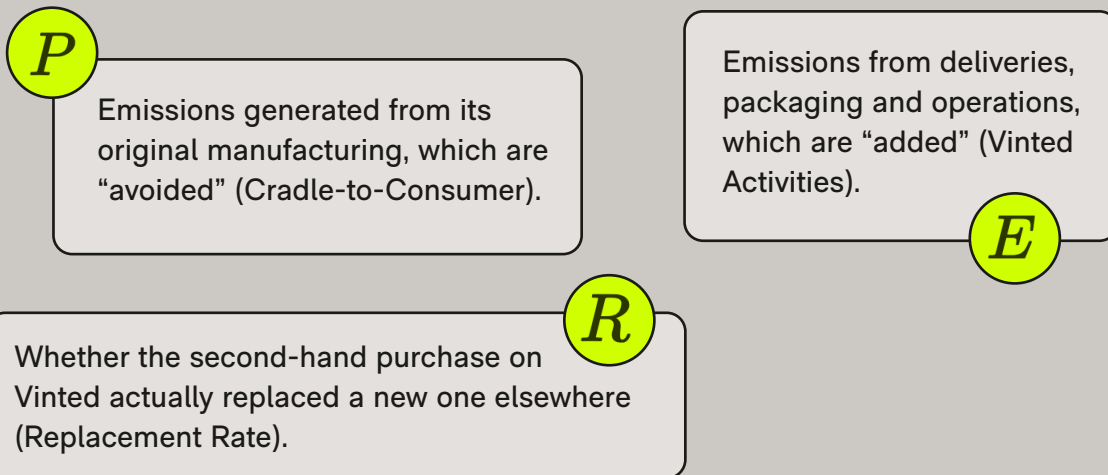 P
Emissions generated from its
original manufacturing, which are
“avoided” (Cradle-to-Consumer).
Emissions from deliveries,
packaging and operations,
which are “added” (Vinted
Activities).
E
R
Whether the second-hand purchase on
Vinted actually replaced a new one elsewhere
(Replacement Rate).